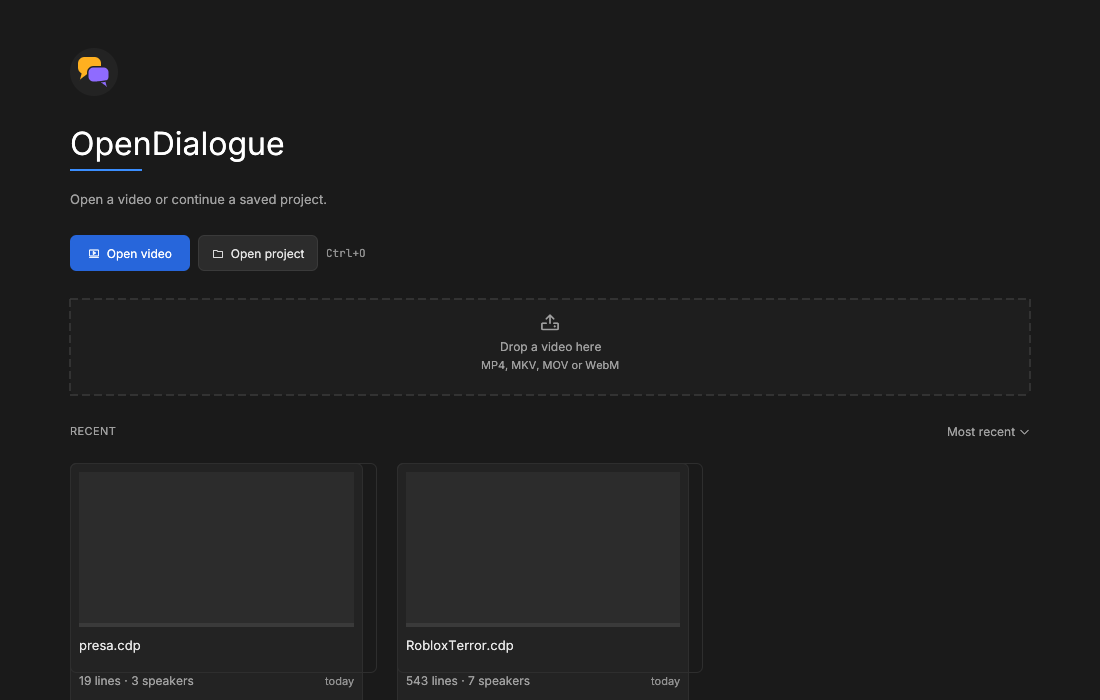 OpenDialogue
Open a video or continue a saved project.
Open video
Open project
Ctrl+O
Drop a video here
MP4, MKV, MOV or WebM
RECENT
Most recent
presa.cdp
19 lines · 3 speakers
today
RobloxTerror.cdp
543 lines · 7 speakers
today